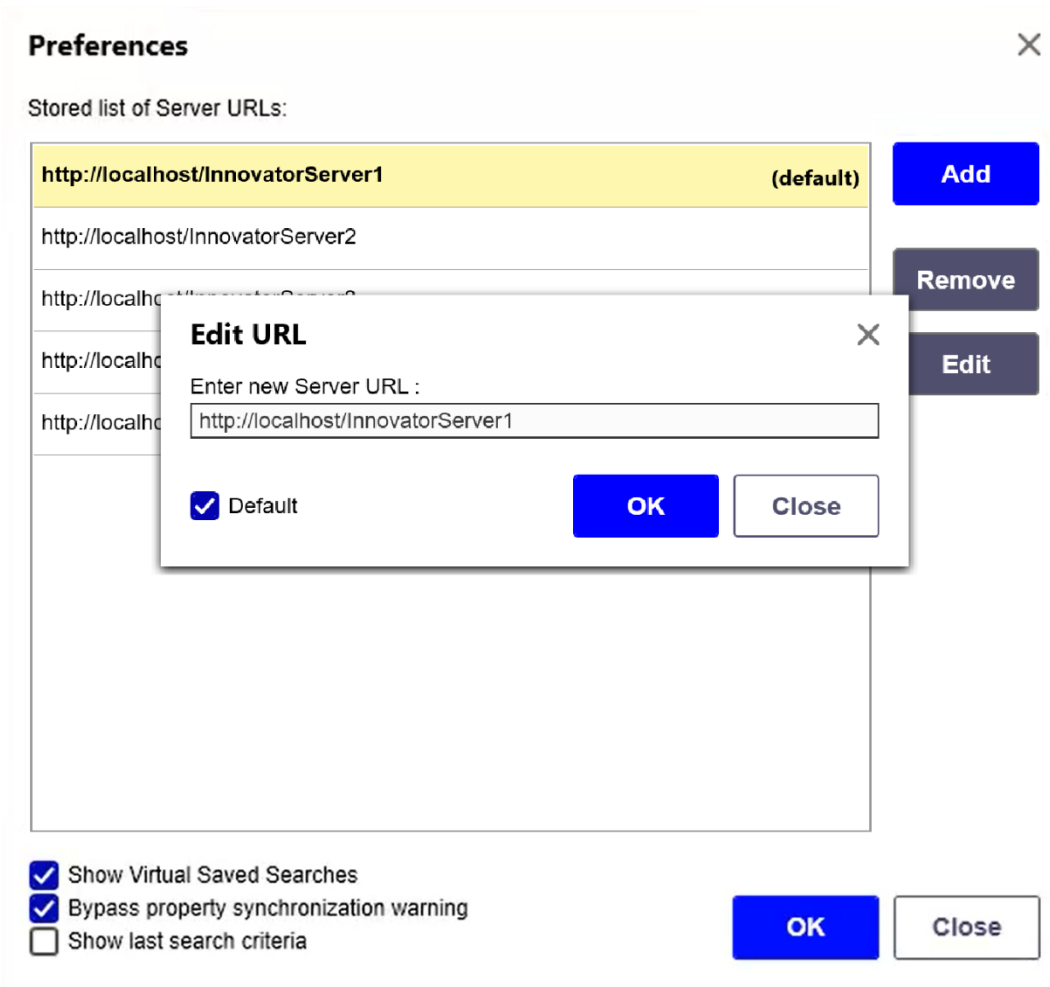 Preferences
Stored list of Server URLs:
http://localhost/InnovatorServer1 (default)
Add
http://localhost/InnovatorServer2
Remove
Edit URL
Edit
Enter new Server URL :
http://localhost/InnovatorServer1
Default
OK
Close
Show Virtual Saved Searches
Bypass property synchronization warning
Show last search criteria
OK
Close